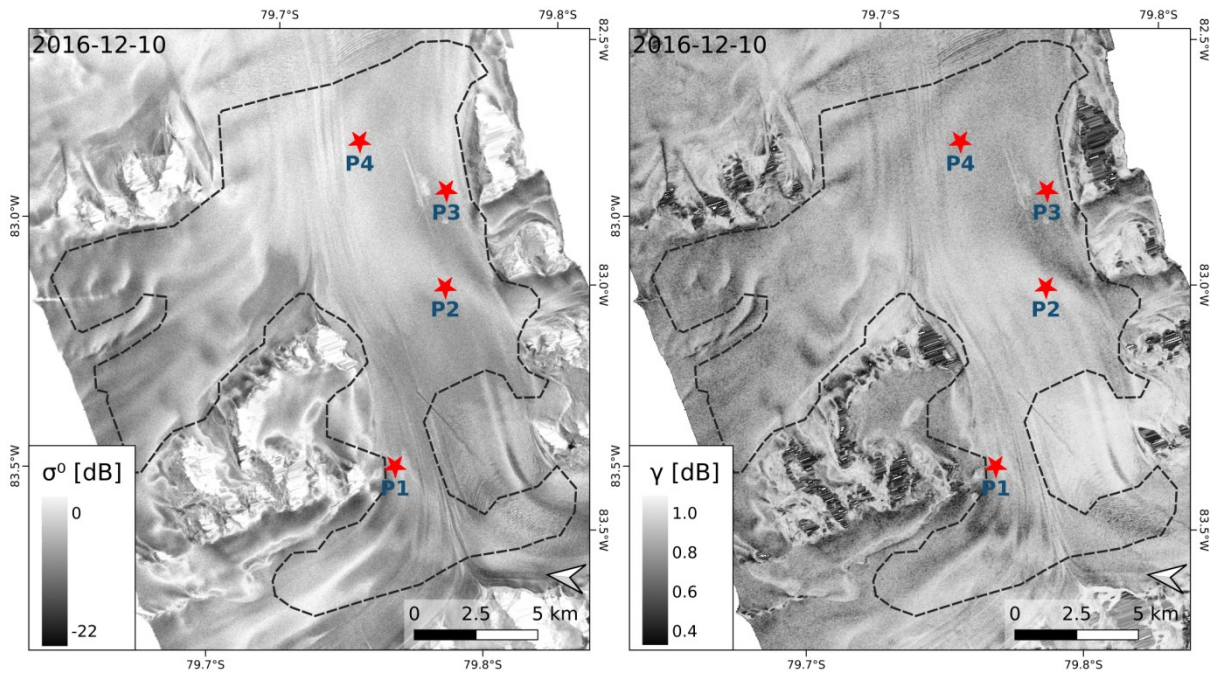 79.7°S 79.8°S
2016-12-10
82.5°W
P4
P3
83.0°W
P2
83.0°W
P1
83.5°W
83.5°W
σ⁰ [dB]
0
-22
0 2.5 5 km
79.7°S 79.8°S
79.7°S 79.8°S
2016-12-10
82.5°W
P4
P3
83.0°W
P2
83.0°W
P1
83.5°W
83.5°W
γ [dB]
1.0
0.8
0.6
0.4
0 2.5 5 km
79.7°S 79.8°S